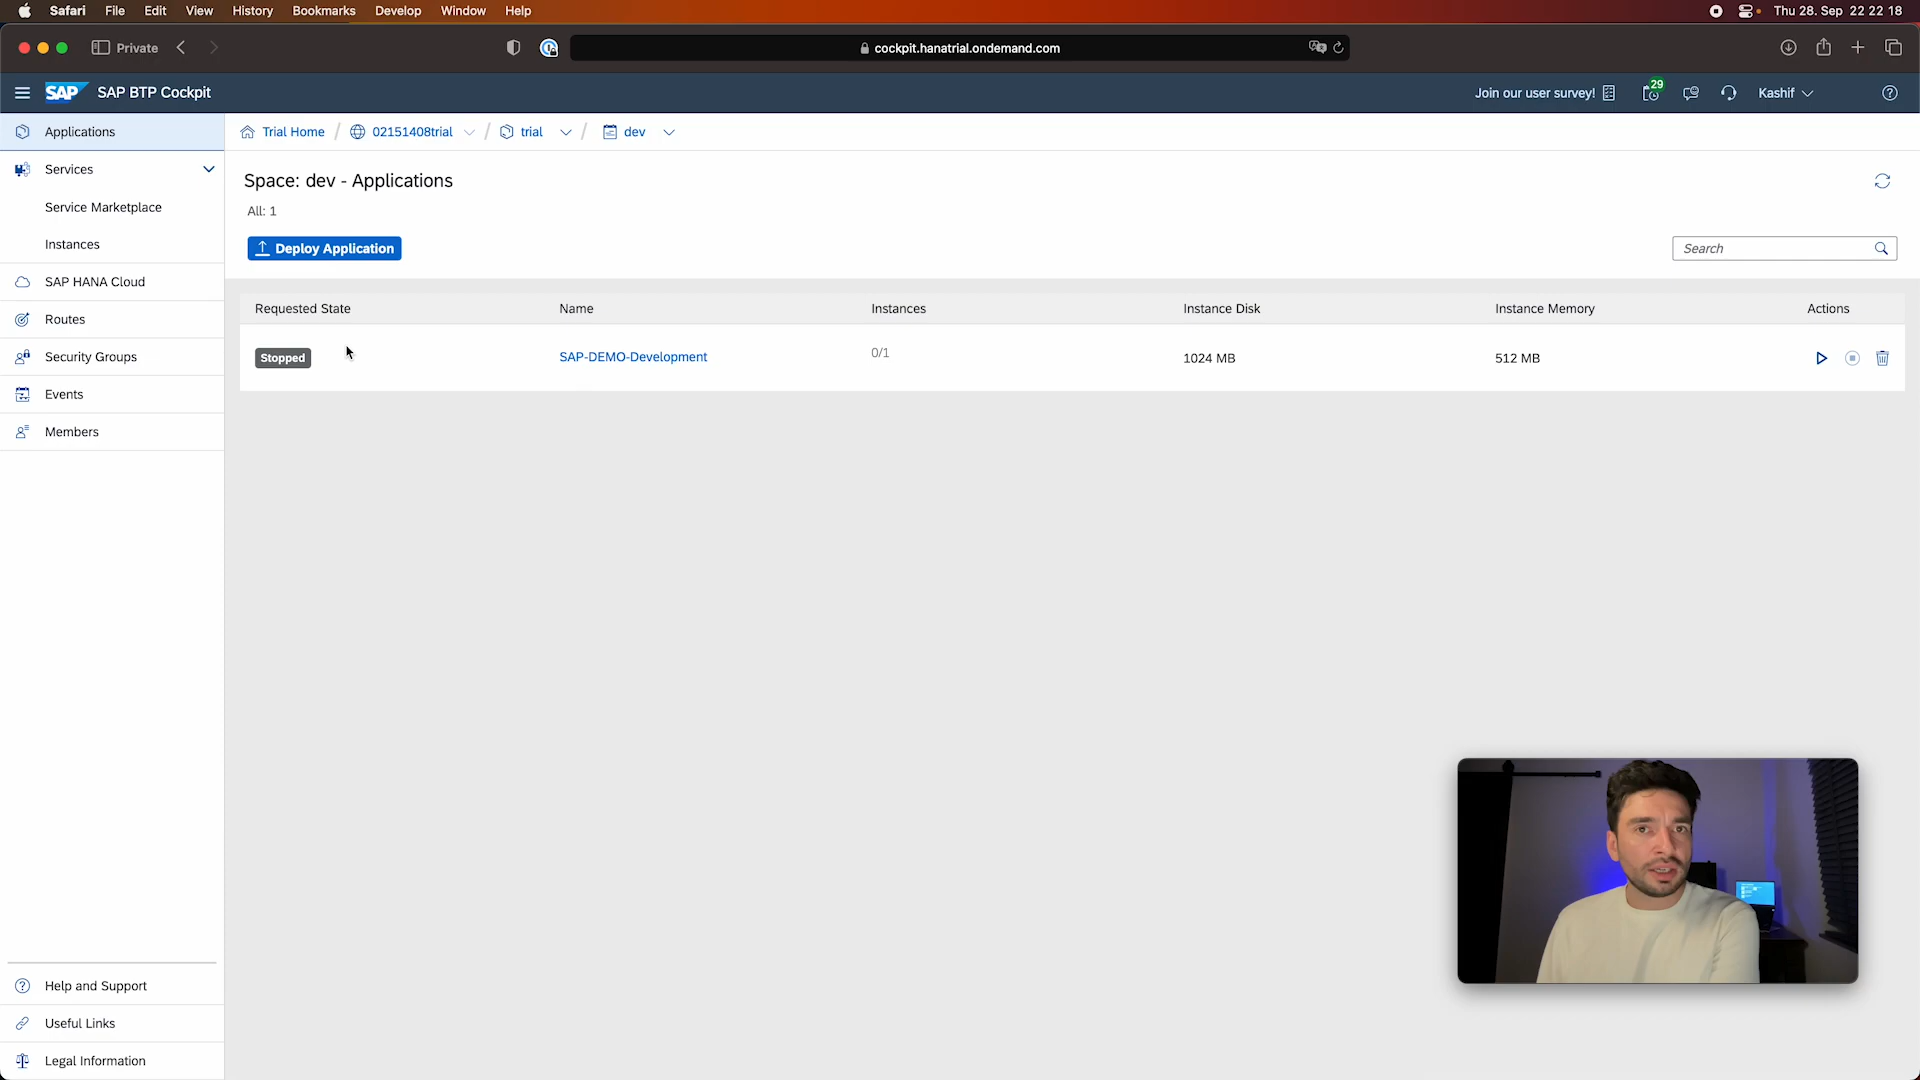 Safari File Edit View History Bookmarks Develop Window Help Thu 28. Sep 22 22 18
Private cockpit.hanatrial.ondemand.com
SAP SAP BTP Cockpit Join our user survey! 29 Kashif
Applications
Trial Home / 02151408trial / trial / dev
Services
Service Marketplace
Instances
SAP HANA Cloud
Routes
Security Groups
Events
Members
Space: dev - Applications
All: 1
Deploy Application
Search
Requested State Name Instances Instance Disk Instance Memory Actions
Stopped SAP-DEMO-Development 0/1 1024 MB 512 MB
Help and Support
Useful Links
Legal Information